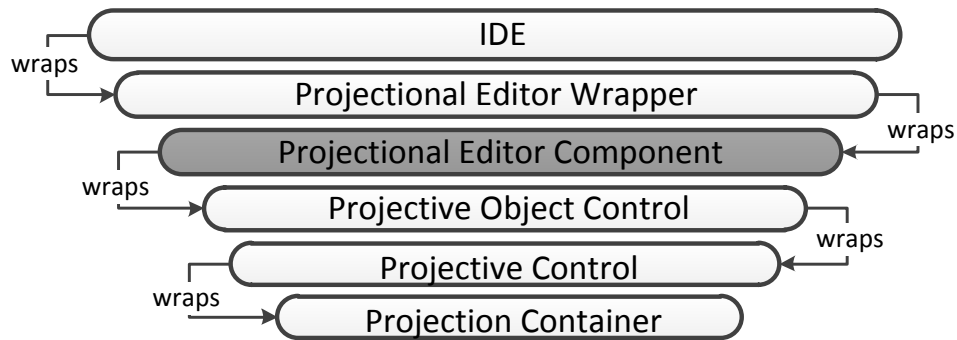 IDE
wraps
Projectional Editor Wrapper
wraps
Projectional Editor Component
wraps
Projective Object Control
wraps
Projective Control
wraps
Projection Container